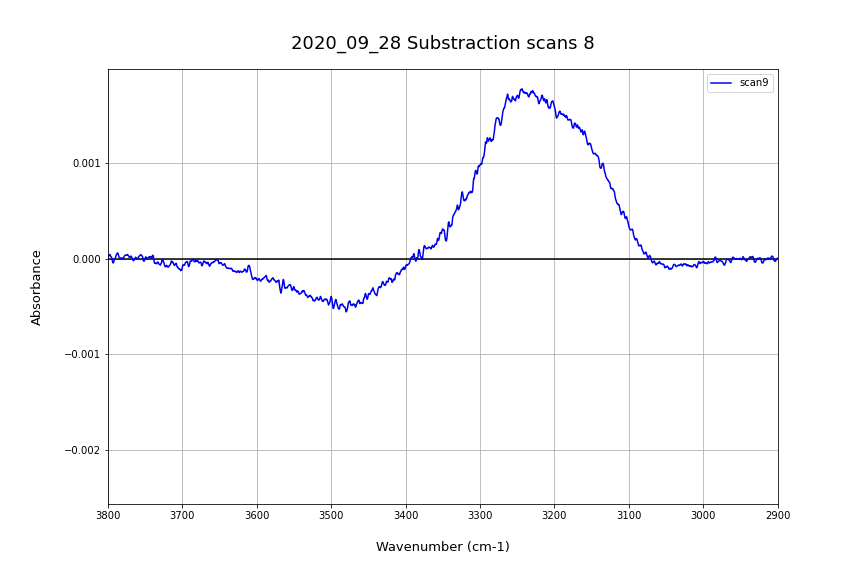 2020_09_28 Substraction scans 8
scan9
Absorbance
0.001
0.000
−0.001
−0.002
3800 3700 3600 3500 3400 3300 3200 3100 3000 2900
Wavenumber (cm-1)